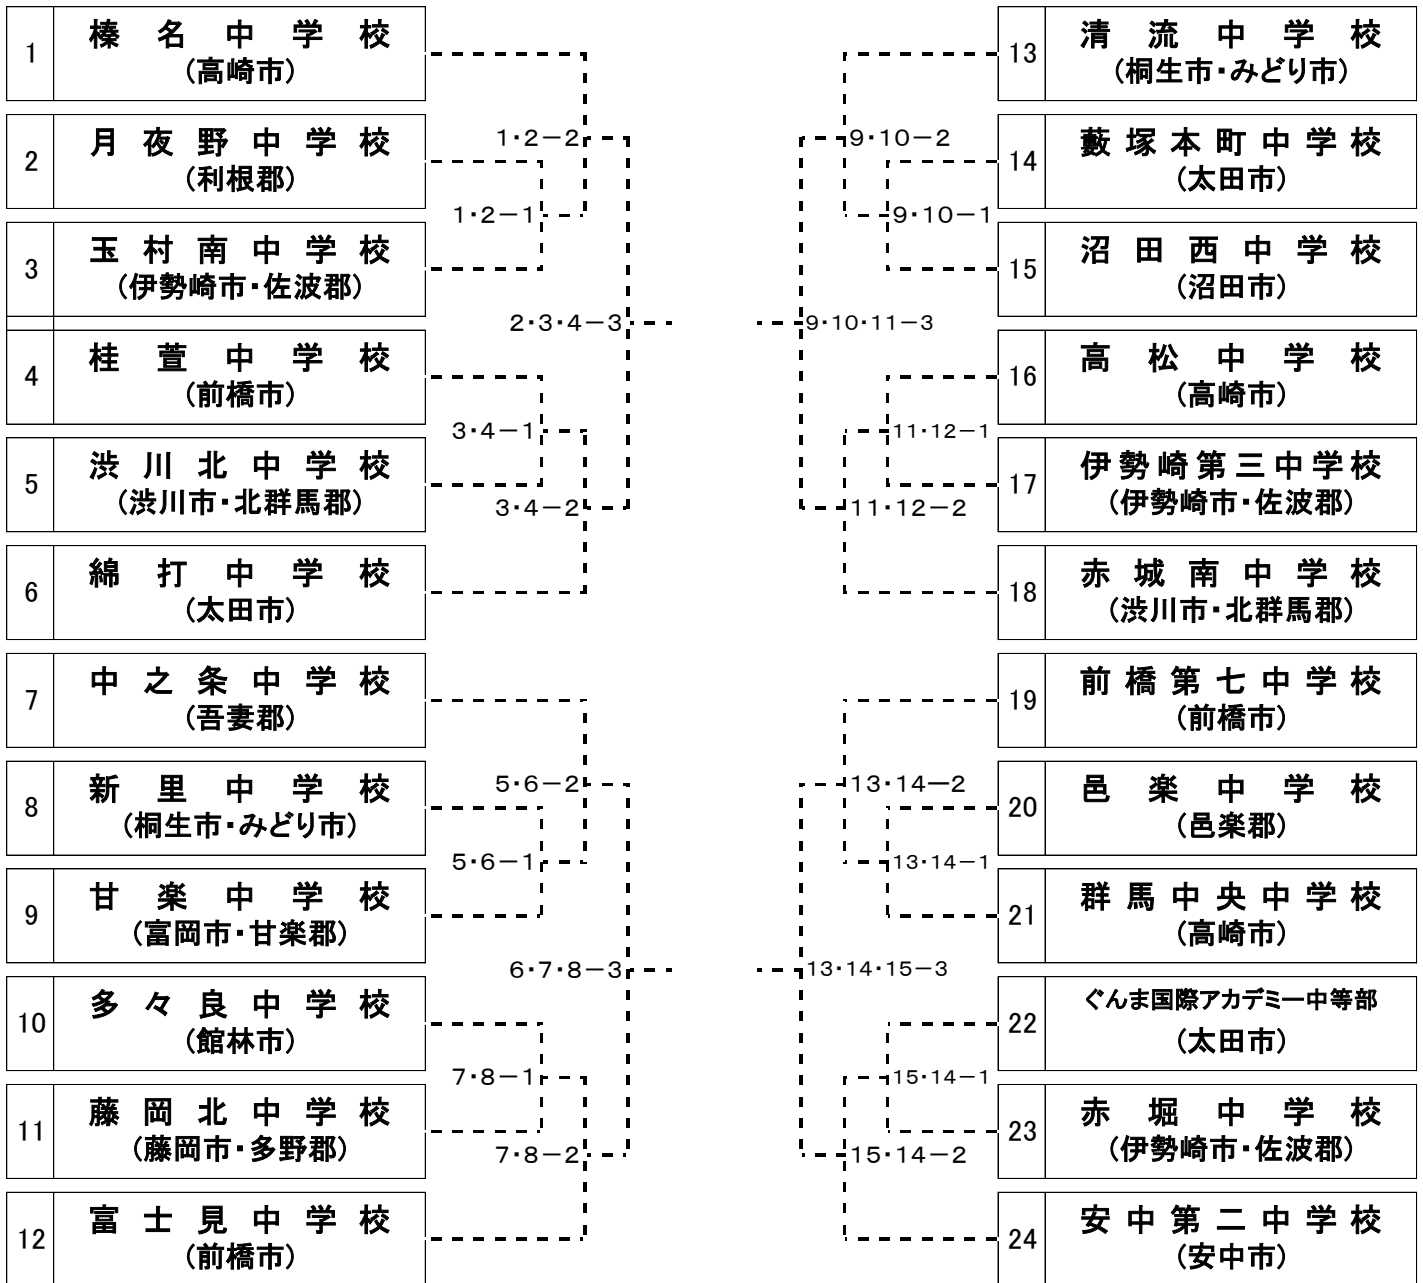 1
榛名中学校
(高崎市)
2
月夜野中学校
(利根郡)
3
玉村南中学校
(伊勢崎市・佐波郡)
4
桂萱中学校
(前橋市)
5
渋川北中学校
(渋川市・北群馬郡)
6
綿打中学校
(太田市)
7
中之条中学校
(吾妻郡)
8
新里中学校
(桐生市・みどり市)
9
甘楽中学校
(富岡市・甘楽郡)
10
多々良中学校
(館林市)
11
藤岡北中学校
(藤岡市・多野郡)
12
富士見中学校
(前橋市)
1・2－2
1・2－1
2・3・4－3
3・4－1
3・4－2
5・6－2
5・6－1
6・7・8－3
7・8－1
7・8－2
9・10－2
9・10－1
9・10・11－3
11・12－1
11・12－2
13・14－2
13・14－1
13・14・15－3
15・14－1
15・14－2
13
清流中学校
(桐生市・みどり市)
14
藪塚本町中学校
(太田市)
15
沼田西中学校
(沼田市)
16
高松中学校
(高崎市)
17
伊勢崎第三中学校
(伊勢崎市・佐波郡)
18
赤城南中学校
(渋川市・北群馬郡)
19
前橋第七中学校
(前橋市)
20
邑楽中学校
(邑楽郡)
21
群馬中央中学校
(高崎市)
22
ぐんま国際アカデミー中等部
(太田市)
23
赤堀中学校
(伊勢崎市・佐波郡)
24
安中第二中学校
(安中市)